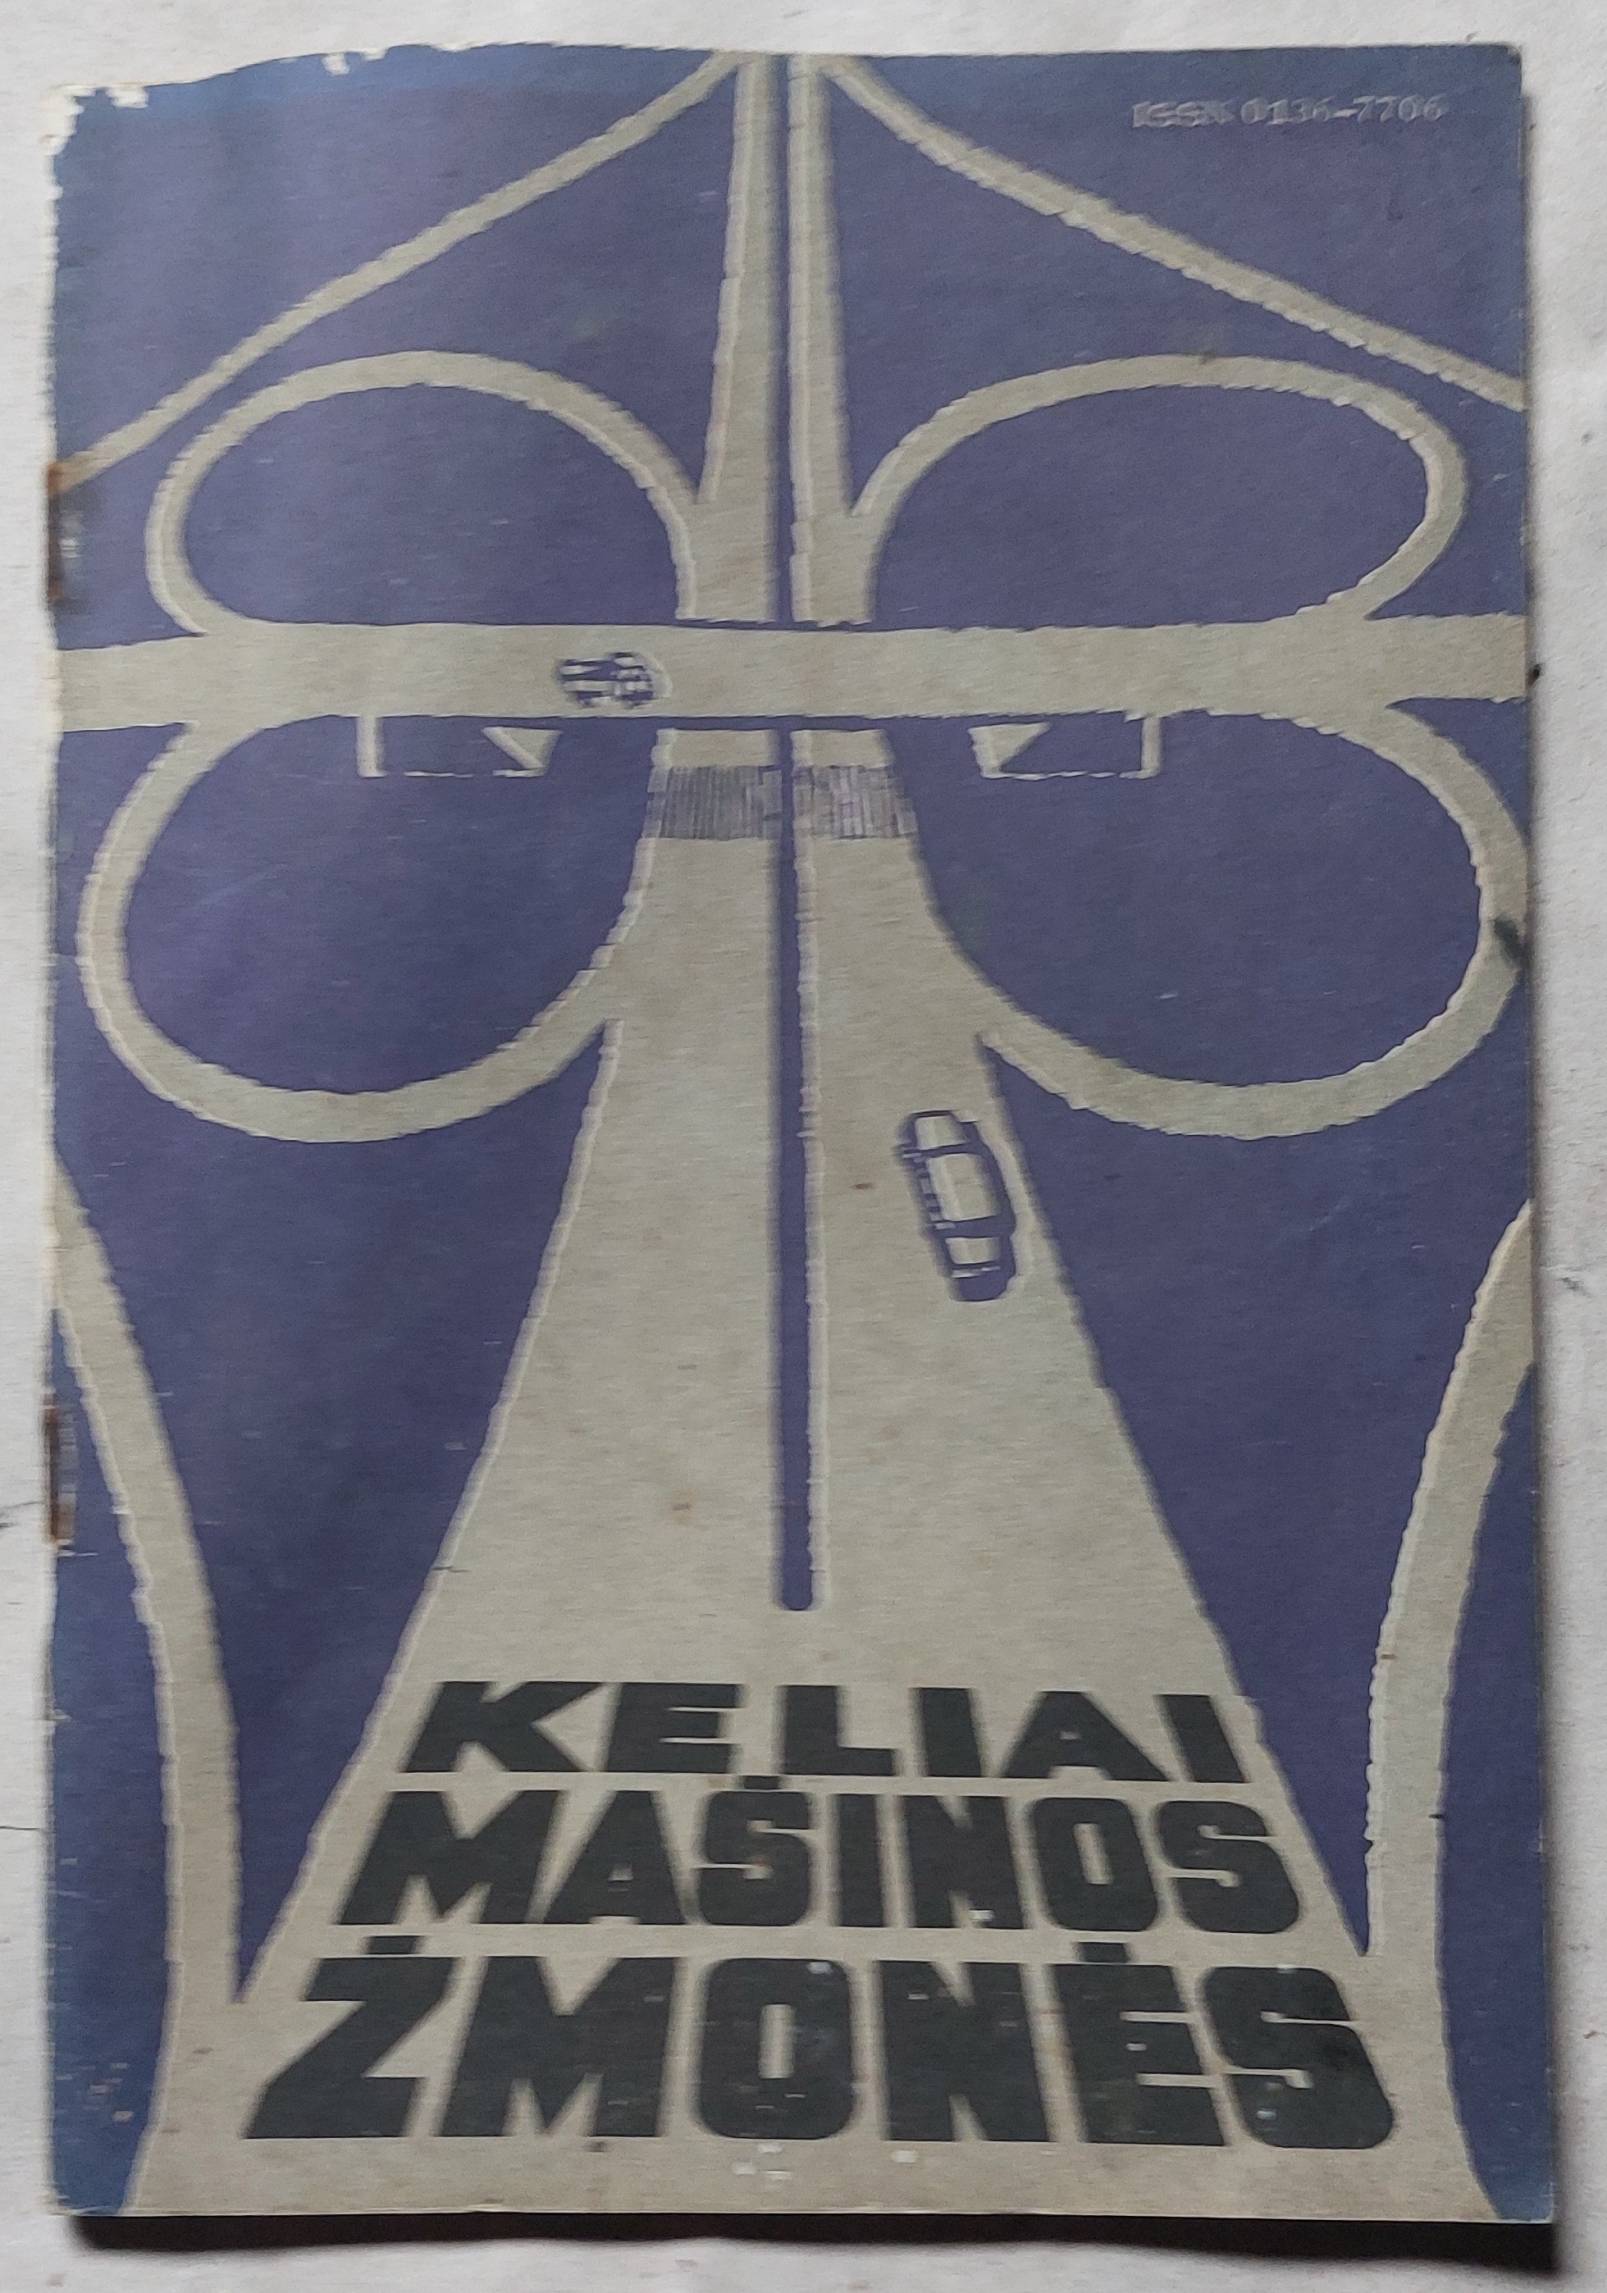 ISSN 0136-7706
KELIAI
MAŠINOS
ŽMONĖS